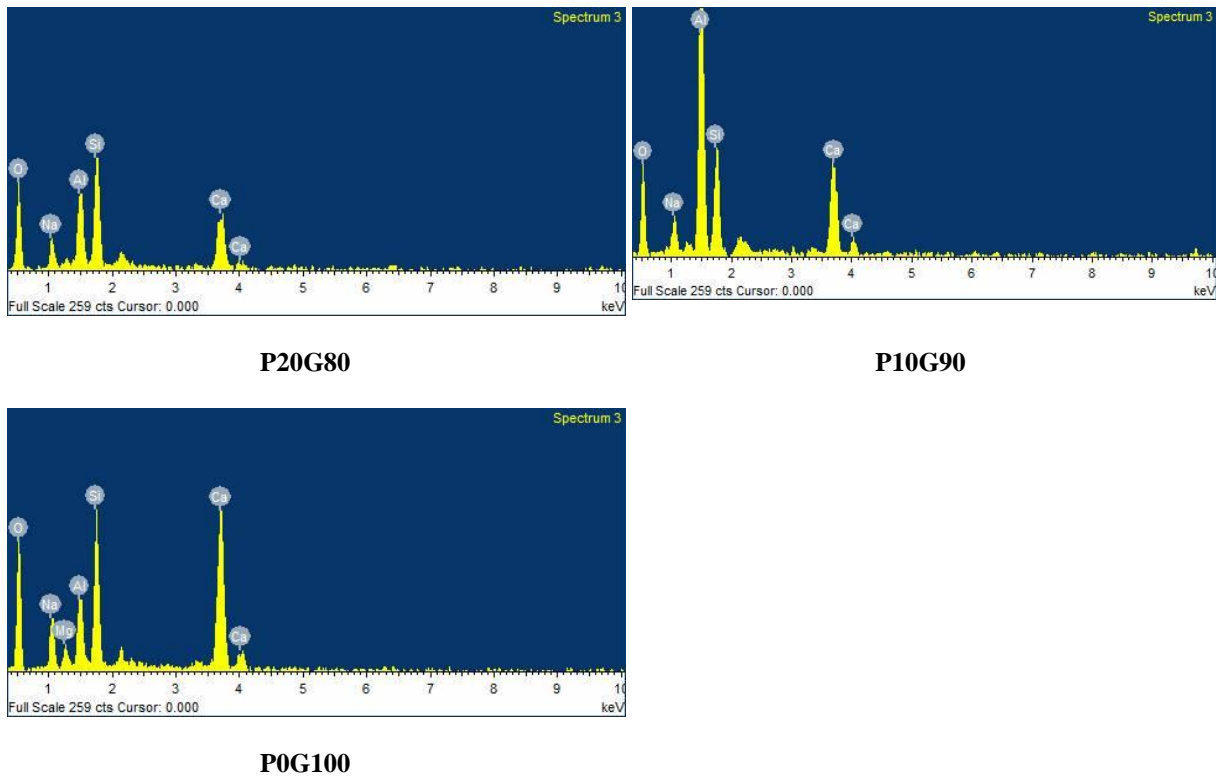 Spectrum 3
O
Na
Al
Si
Ca
Ca
1 2 3 4 5 6 7 8 9 10
Full Scale 259 cts Cursor: 0.000 keV
P20G80
Spectrum 3
O
Na
Al
Si
Ca
Ca
1 2 3 4 5 6 7 8 9 10
Full Scale 259 cts Cursor: 0.000 keV
P10G90
Spectrum 3
O
Na
Mg
Al
Si
Ca
Ca
1 2 3 4 5 6 7 8 9 10
Full Scale 259 cts Cursor: 0.000 keV
P0G100